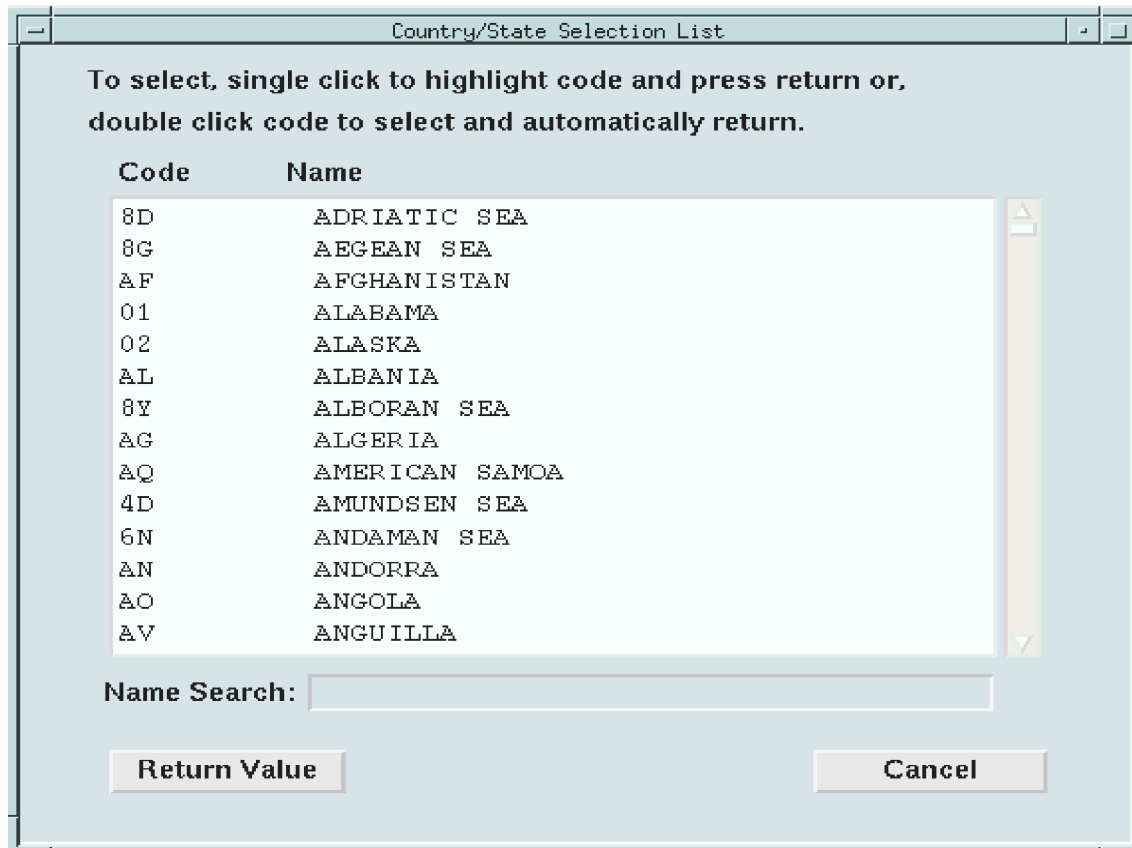 Country/State Selection List
To select, single click to highlight code and press return or,
double click code to select and automatically return.
Code Name
8D ADRIATIC SEA
8G AEGEAN SEA
AF AFGHANISTAN
01 ALABAMA
02 ALASKA
AL ALBANIA
8Y ALBORAN SEA
AG ALGERIA
AQ AMERICAN SAMOA
4D AMUNDSEN SEA
6N ANDAMAN SEA
AN ANDORRA
AO ANGOLA
AV ANGUILLA
Name Search:
Return Value Cancel